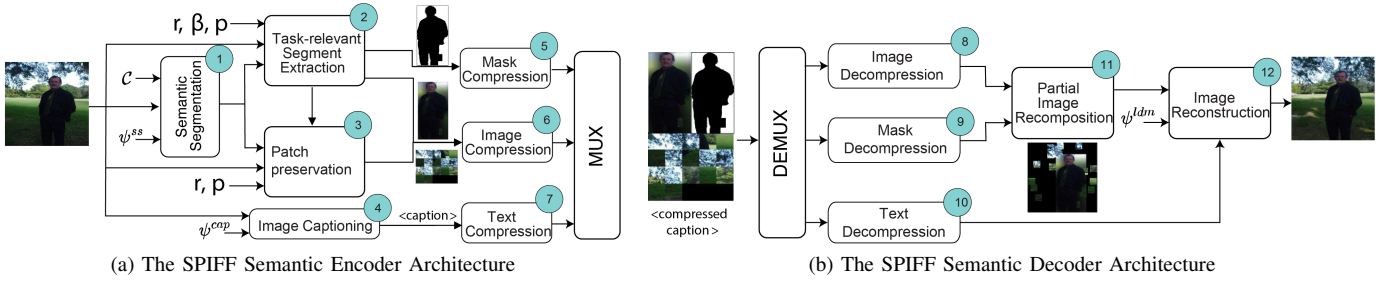 r, β, p
2
Task-relevant
Segment
Extraction
1
C
ψ^ss
Semantic
Segmentation
3
Patch
preservation
r, p
4
ψ^cap
Image Captioning
<caption>
5
Mask
Compression
6
Image
Compression
7
Text
Compression
MUX
(a) The SPIFF Semantic Encoder Architecture
<compressed
caption>
DEMUX
8
Image
Decompression
9
Mask
Decompression
10
Text
Decompression
11
Partial
Image
Recomposition
ψ^ldm
12
Image
Reconstruction
(b) The SPIFF Semantic Decoder Architecture